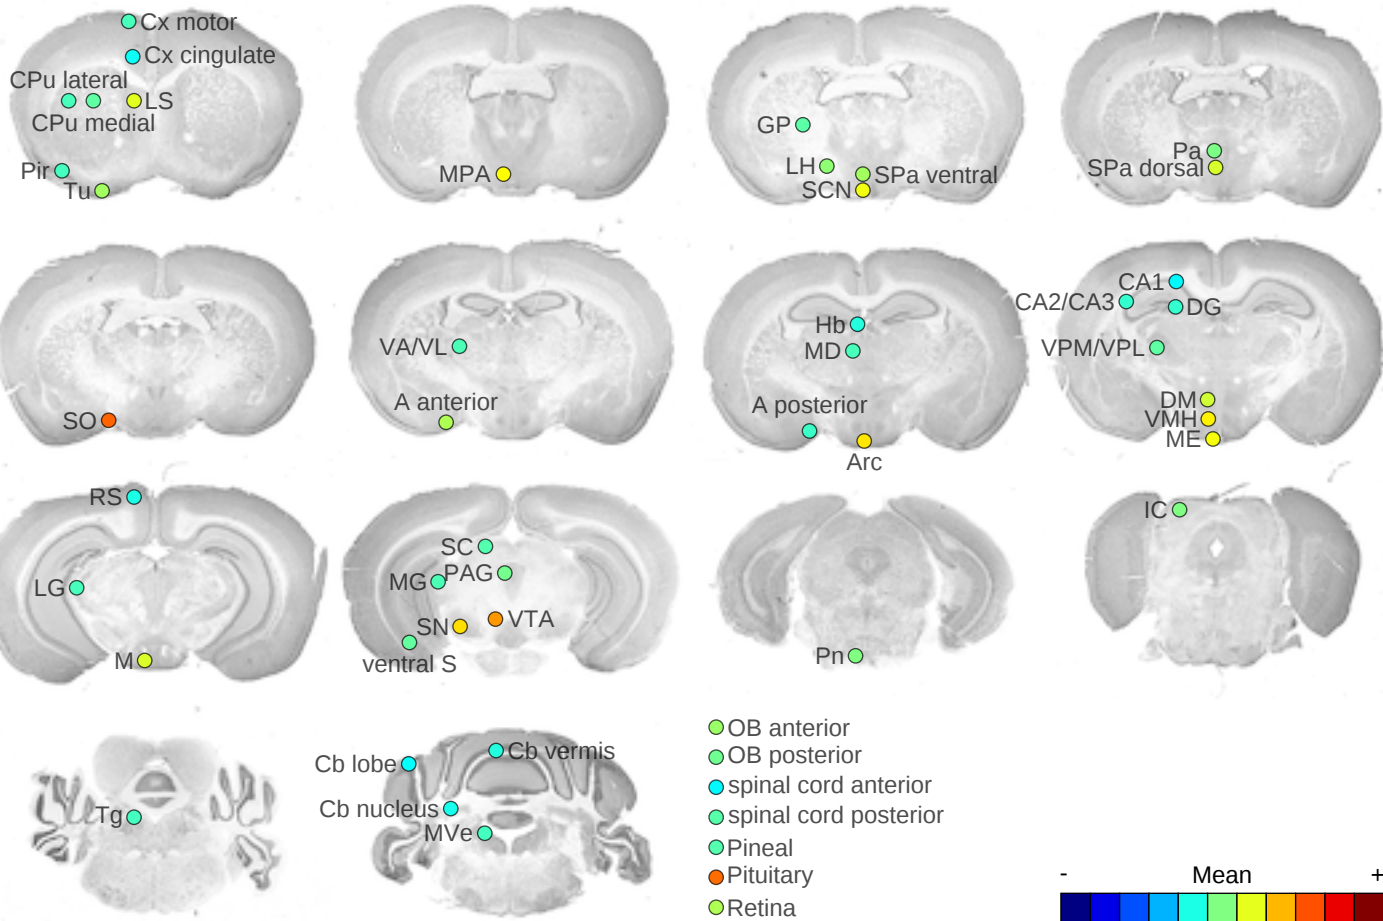 Cx motor
Cx cingulate
CPu lateral
LS
CPu medial
Pir
Tu
MPA
GP
LH
SPa ventral
SCN
Pa
SPa dorsal
SO
VA/VL
A anterior
Hb
MD
A posterior
Arc
CA1
CA2/CA3
DG
VPM/VPL
DM
VMH
ME
RS
LG
M
SC
PAG
MG
SN
VTA
ventral S
Pn
IC
Tg
Cb lobe
Cb vermis
Cb nucleus
MVe
OB anterior
OB posterior
spinal cord anterior
spinal cord posterior
Pineal
Pituitary
Retina
- Mean +